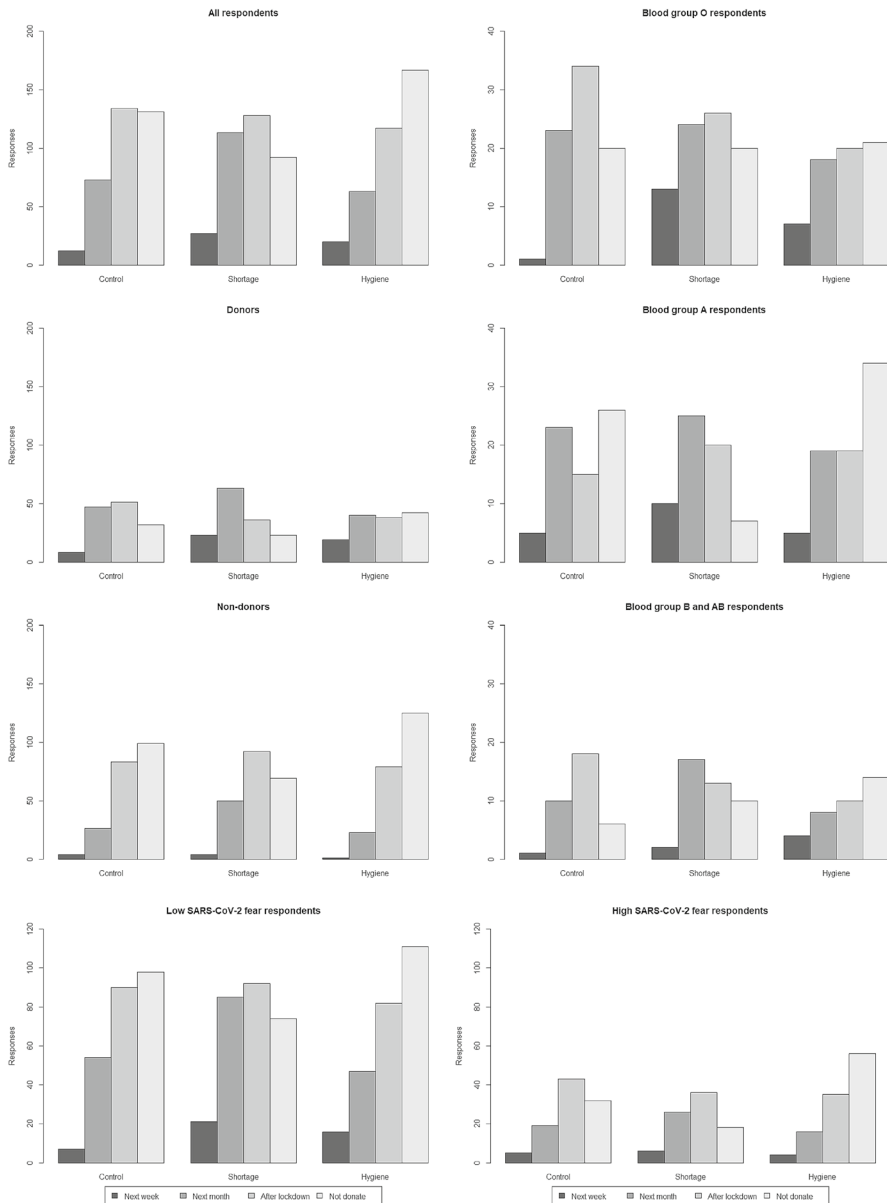 All respondents
Responses
0
50
100
150
200
Control
Shortage
Hygiene
Blood group O respondents
Responses
0
10
20
30
40
Control
Shortage
Hygiene
Donors
Responses
0
50
100
150
200
Control
Shortage
Hygiene
Blood group A respondents
Responses
0
10
20
30
40
Control
Shortage
Hygiene
Non-donors
Responses
0
50
100
150
200
Control
Shortage
Hygiene
Blood group B and AB respondents
Responses
0
10
20
30
40
Control
Shortage
Hygiene
Low SARS-CoV-2 fear respondents
Responses
0
20
40
60
80
100
120
Control
Shortage
Hygiene
High SARS-CoV-2 fear respondents
Responses
0
20
40
60
80
100
120
Control
Shortage
Hygiene
Next week Next month After lockdown Not donate
Next week Next month After lockdown Not donate